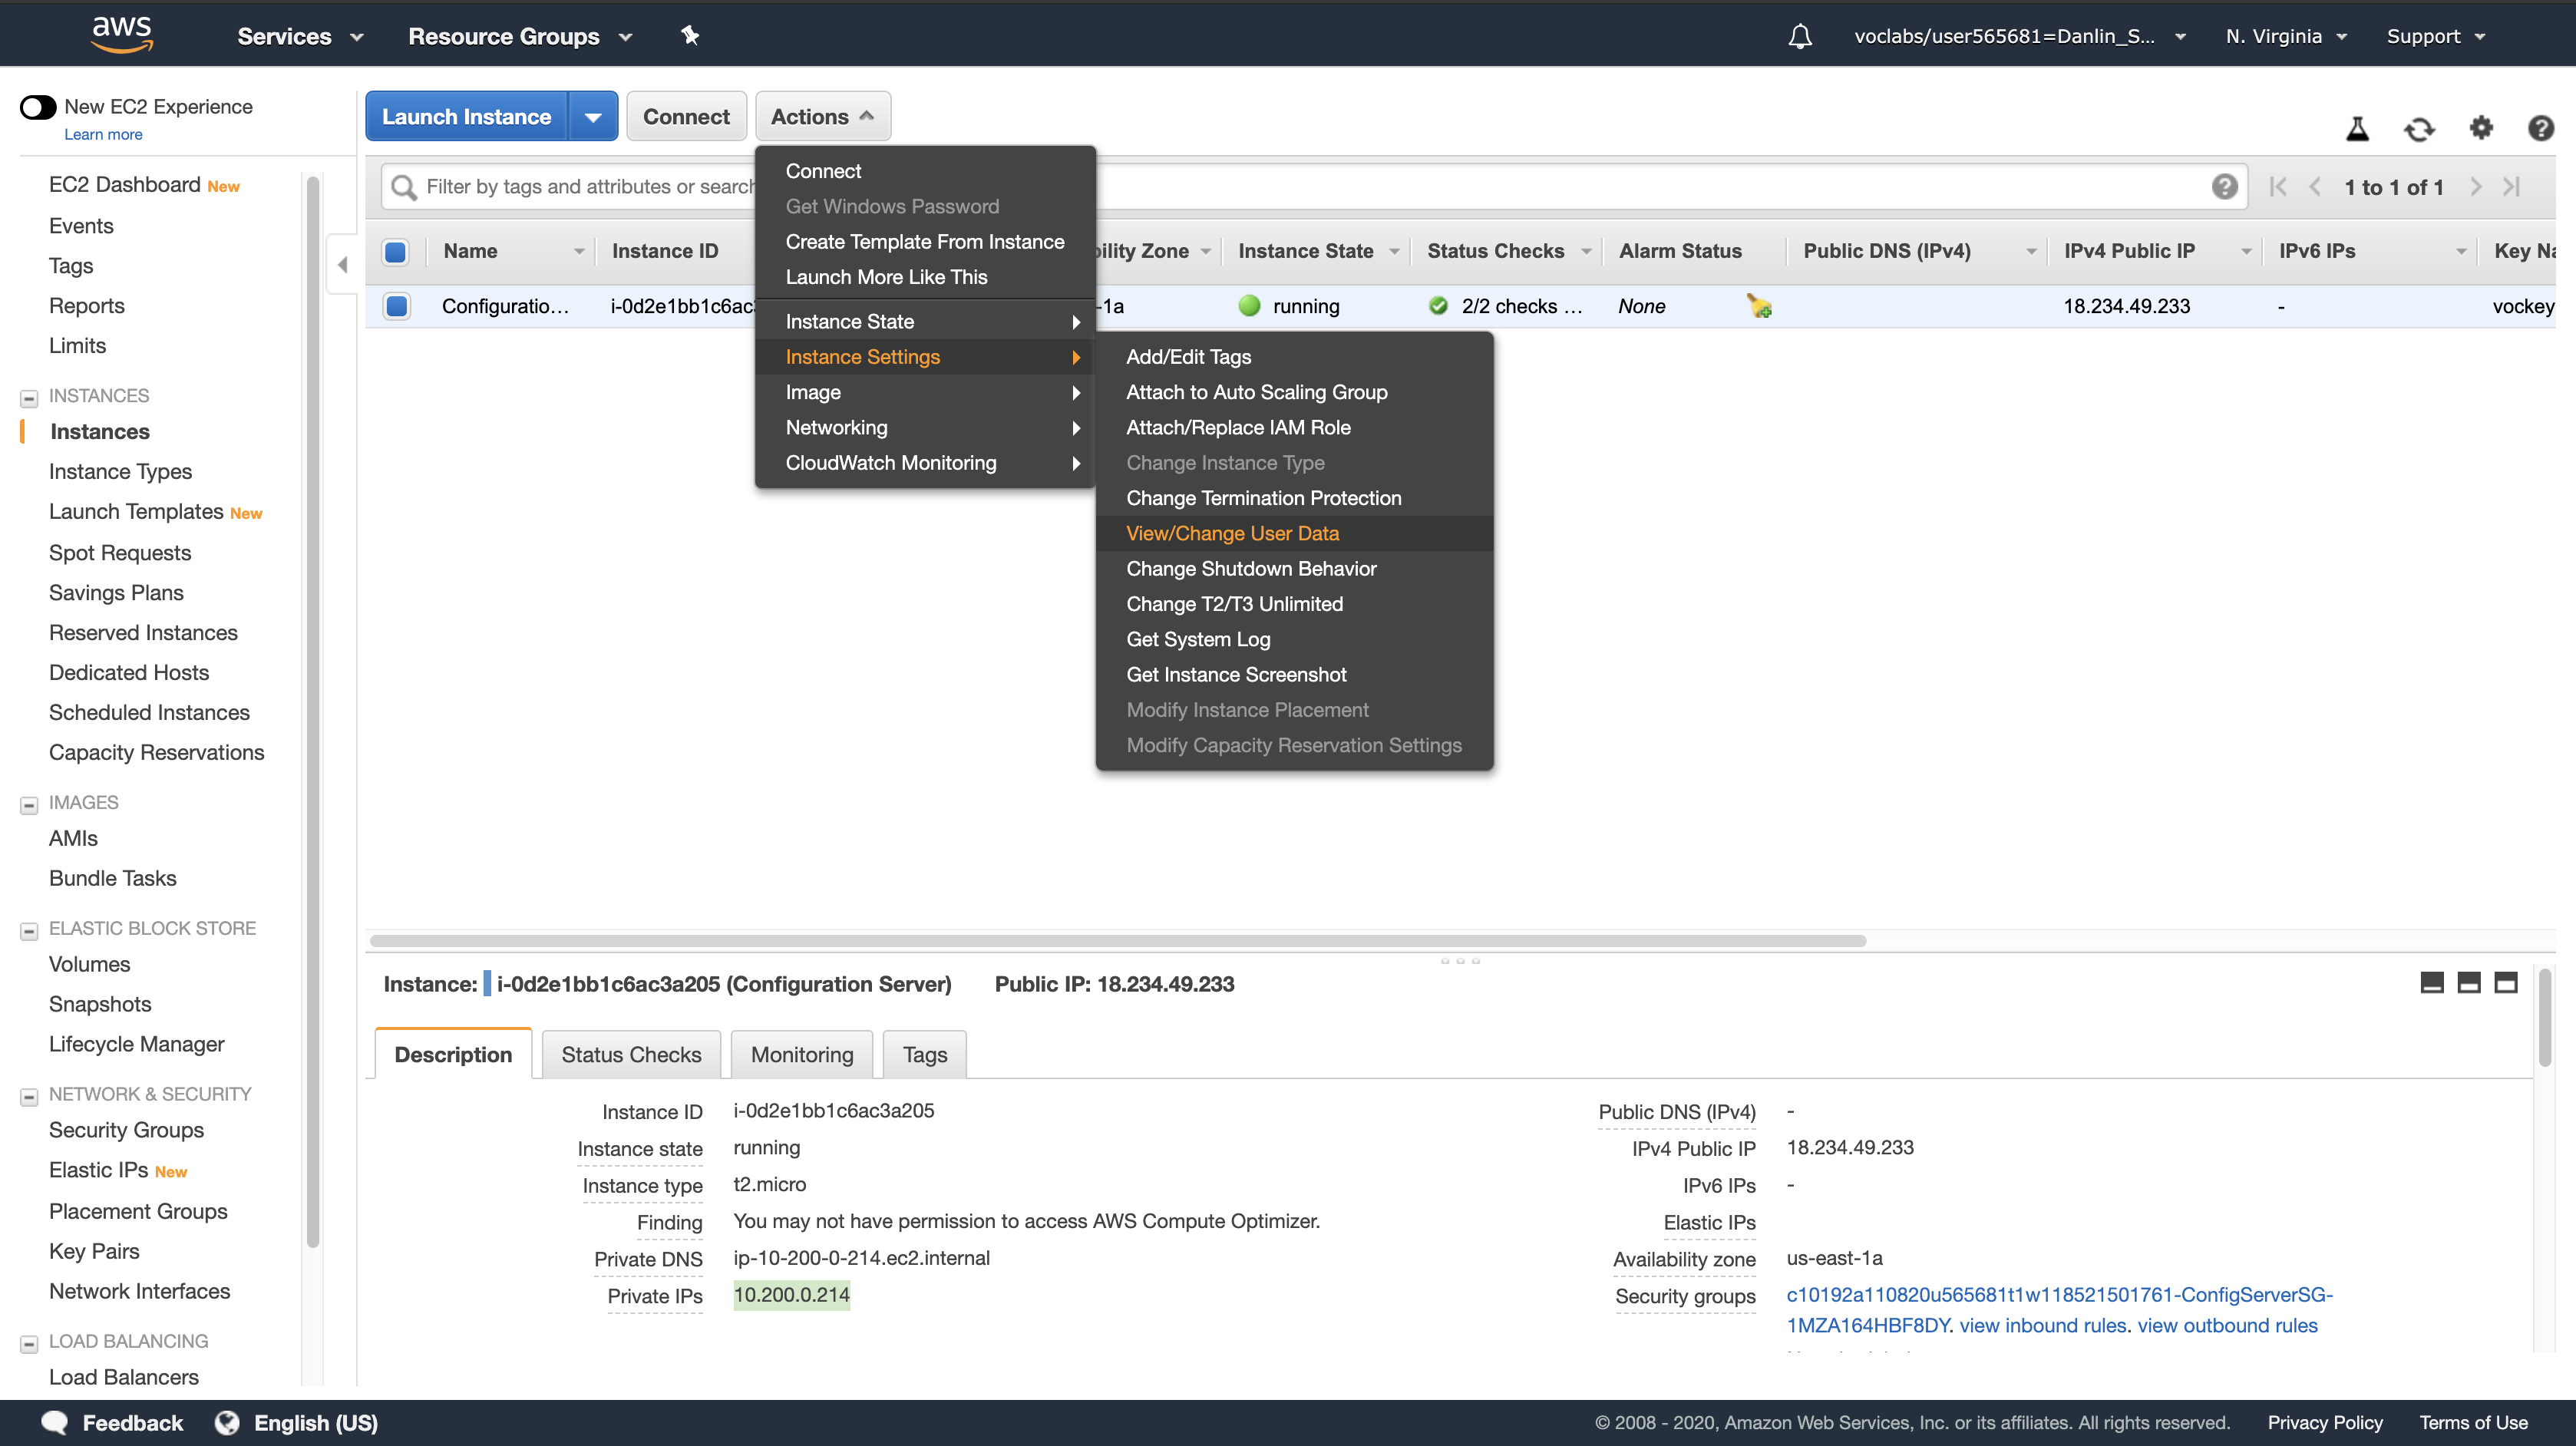 aws Services Resource Groups voclabs/user565681=Danlin_S... N. Virginia Support
New EC2 Experience
Learn more
EC2 Dashboard New
Events
Tags
Reports
Limits
INSTANCES
Instances
Instance Types
Launch Templates New
Spot Requests
Savings Plans
Reserved Instances
Dedicated Hosts
Scheduled Instances
Capacity Reservations
IMAGES
AMIs
Bundle Tasks
ELASTIC BLOCK STORE
Volumes
Snapshots
Lifecycle Manager
NETWORK & SECURITY
Security Groups
Elastic IPs New
Placement Groups
Key Pairs
Network Interfaces
LOAD BALANCING
Load Balancers
Launch Instance Connect Actions
Filter by tags and attributes or search 1 to 1 of 1
Name Instance ID bility Zone Instance State Status Checks Alarm Status Public DNS (IPv4) IPv4 Public IP IPv6 IPs Key Na
Configuratio... i-0d2e1bb1c6ac3 -1a running 2/2 checks ... None 18.234.49.233 - vockey
Connect
Get Windows Password
Create Template From Instance
Launch More Like This
Instance State
Instance Settings
Image
Networking
CloudWatch Monitoring
Add/Edit Tags
Attach to Auto Scaling Group
Attach/Replace IAM Role
Change Instance Type
Change Termination Protection
View/Change User Data
Change Shutdown Behavior
Change T2/T3 Unlimited
Get System Log
Get Instance Screenshot
Modify Instance Placement
Modify Capacity Reservation Settings
Instance: i-0d2e1bb1c6ac3a205 (Configuration Server) Public IP: 18.234.49.233
Description Status Checks Monitoring Tags
Instance ID i-0d2e1bb1c6ac3a205
Instance state running
Instance type t2.micro
Finding You may not have permission to access AWS Compute Optimizer.
Private DNS ip-10-200-0-214.ec2.internal
Private IPs 10.200.0.214
Public DNS (IPv4) -
IPv4 Public IP 18.234.49.233
IPv6 IPs -
Elastic IPs
Availability zone us-east-1a
Security groups c10192a110820u565681t1w118521501761-ConfigServerSG-
1MZA164HBF8DY. view inbound rules. view outbound rules
Feedback English (US) © 2008 - 2020, Amazon Web Services, Inc. or its affiliates. All rights reserved. Privacy Policy Terms of Use